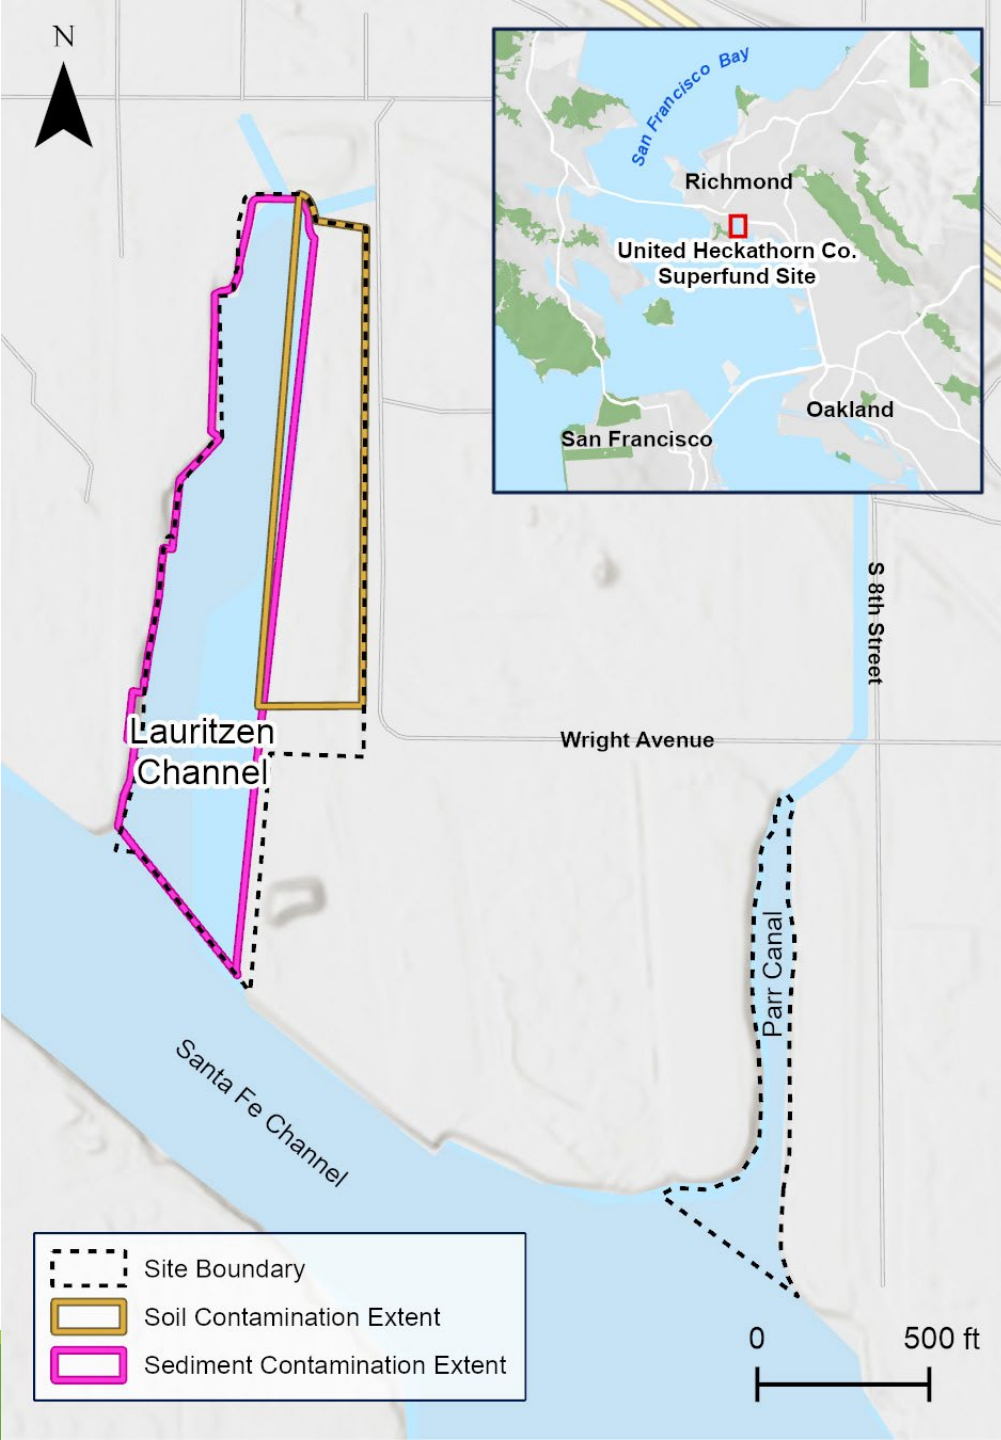 N
San Francisco Bay
Richmond
United Heckathorn Co.
Superfund Site
Oakland
San Francisco
S 8th Street
Lauritzen
Channel
Wright Avenue
Parr Canal
Santa Fe Channel
Site Boundary
Soil Contamination Extent
Sediment Contamination Extent
0 500 ft